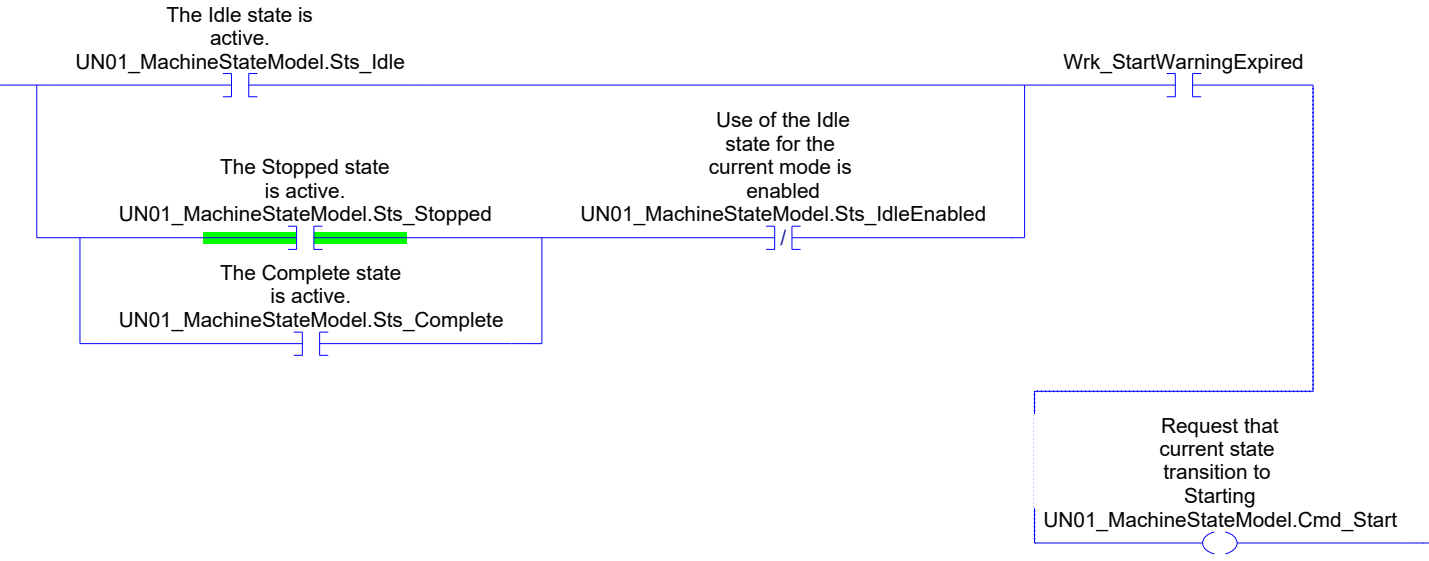 The Idle state is
active.
UN01_MachineStateModel.Sts_Idle
Wrk_StartWarningExpired
Use of the Idle
state for the
current mode is
enabled
UN01_MachineStateModel.Sts_IdleEnabled
The Stopped state
is active.
UN01_MachineStateModel.Sts_Stopped
/
The Complete state
is active.
UN01_MachineStateModel.Sts_Complete
Request that
current state
transition to
Starting
UN01_MachineStateModel.Cmd_Start